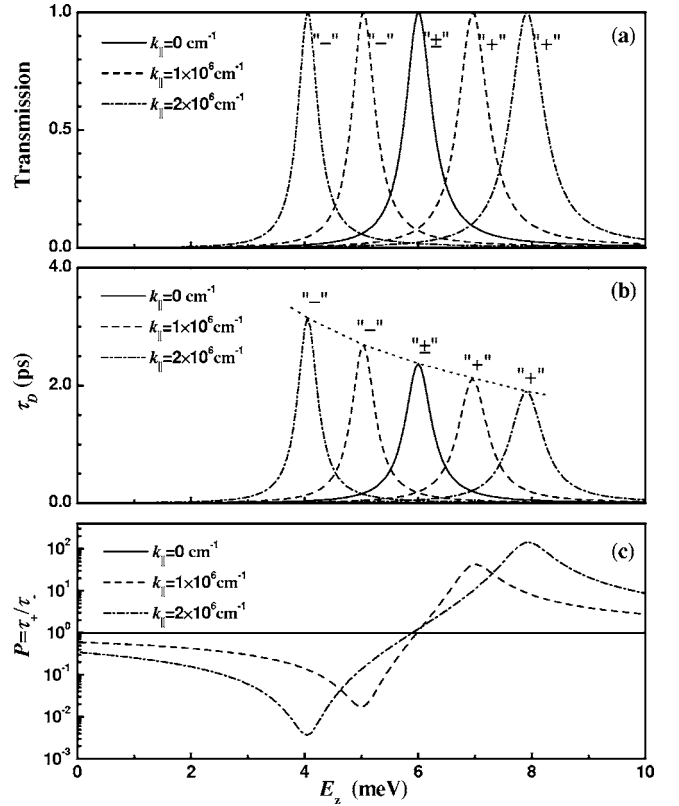 1.0
0.5
0.0
Transmission
(a)
k∥=0 cm⁻¹
k∥=1×10⁶cm⁻¹
k∥=2×10⁶cm⁻¹
"−" "−" "±" "+" "+"
4.0
2.0
0.0
τD (ps)
(b)
k∥=0 cm⁻¹
k∥=1×10⁶cm⁻¹
k∥=2×10⁶cm⁻¹
"−" "−" "±" "+" "+"
10²
10¹
10⁰
10⁻¹
10⁻²
10⁻³
P=τ₊/τ₋
(c)
k∥=0 cm⁻¹
k∥=1×10⁶cm⁻¹
k∥=2×10⁶cm⁻¹
0 2 4 6 8 10
Ez (meV)